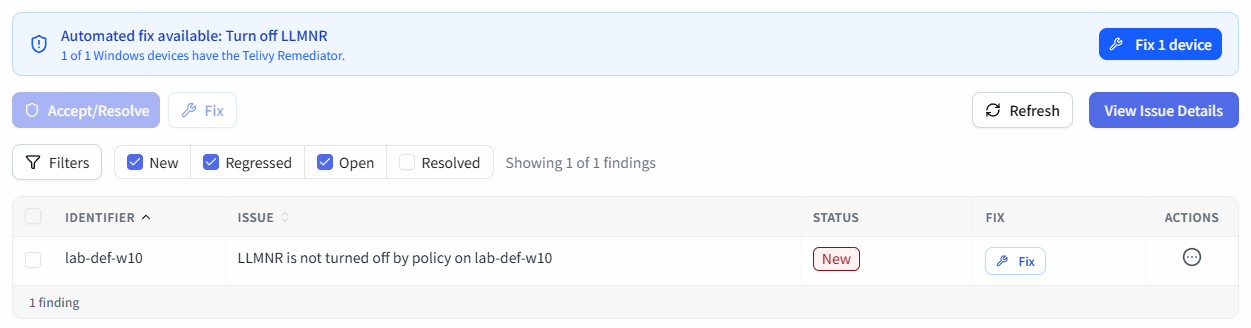 Automated fix available: Turn off LLMNR
1 of 1 Windows devices have the Telivy Remediator.
Fix 1 device
Accept/Resolve
Fix
Refresh
View Issue Details
Filters
New
Regressed
Open
Resolved
Showing 1 of 1 findings
IDENTIFIER
ISSUE
STATUS
FIX
ACTIONS
lab-def-w10
LLMNR is not turned off by policy on lab-def-w10
New
Fix
1 finding